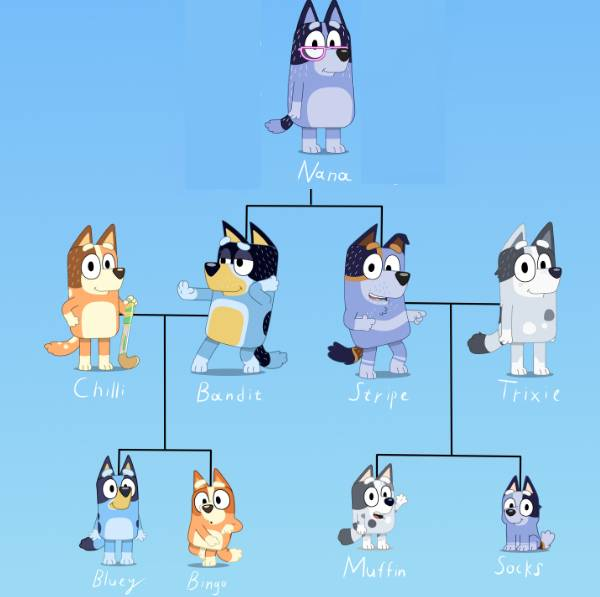 Nana
Chilli
Bandit
Stripe
Trixie
Bluey
Bingo
Muffin
Socks